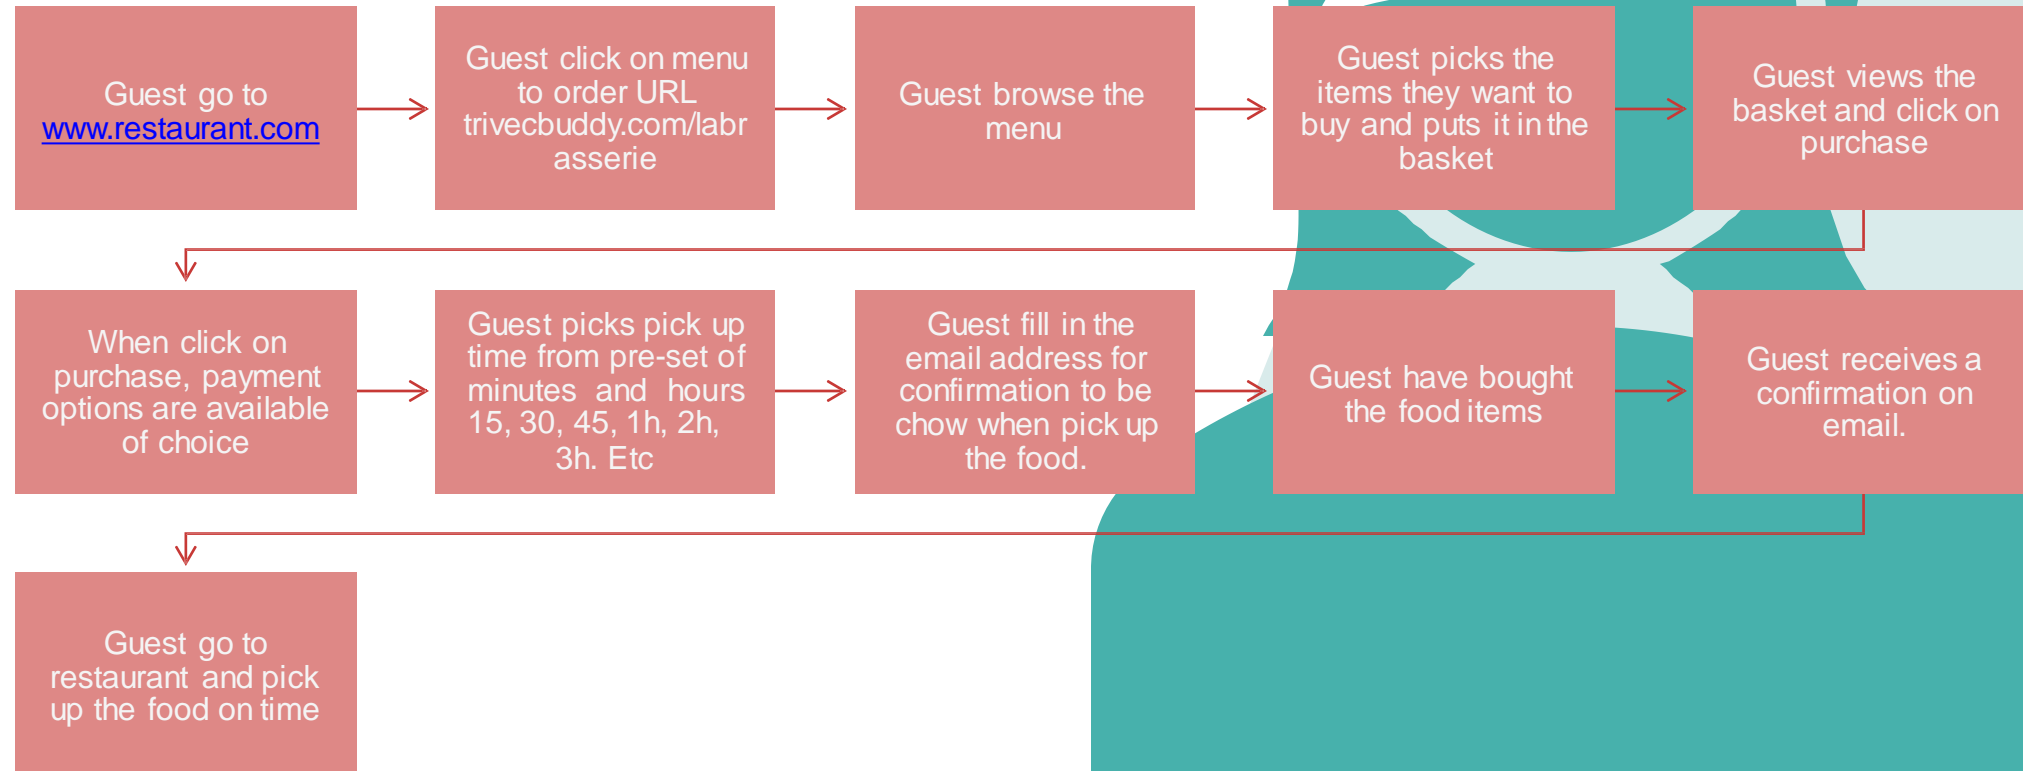 Guest go to
www.restaurant.com
Guest click on menu
to order URL
trivecbuddy.com/labr
asserie
Guest browse the
menu
Guest picks the
items they want to
buy and puts it in the
basket
Guest views the
basket and click on
purchase
When click on
purchase, payment
options are available
of choice
Guest picks pick up
time from pre-set of
minutes and hours
15, 30, 45, 1h, 2h,
3h. Etc
Guest fill in the
email address for
confirmation to be
chow when pick up
the food.
Guest have bought
the food items
Guest receives a
confirmation on
email.
Guest go to
restaurant and pick
up the food on time